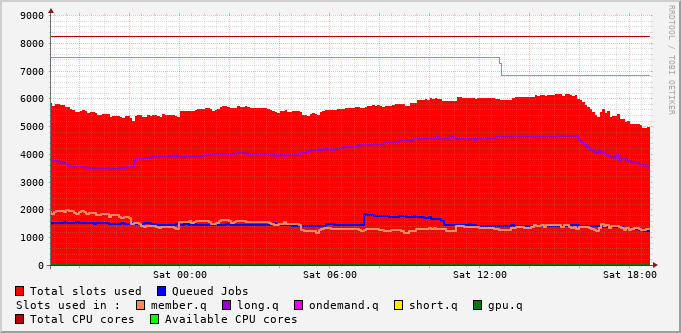 9000
8000
7000
6000
5000
4000
3000
2000
1000
0
Sat 00:00 Sat 06:00 Sat 12:00 Sat 18:00
RRDTOOL / TOBI OETIKER
Total slots used Queued Jobs
Slots used in : member.q long.q ondemand.q short.q gpu.q
Total CPU cores Available CPU cores